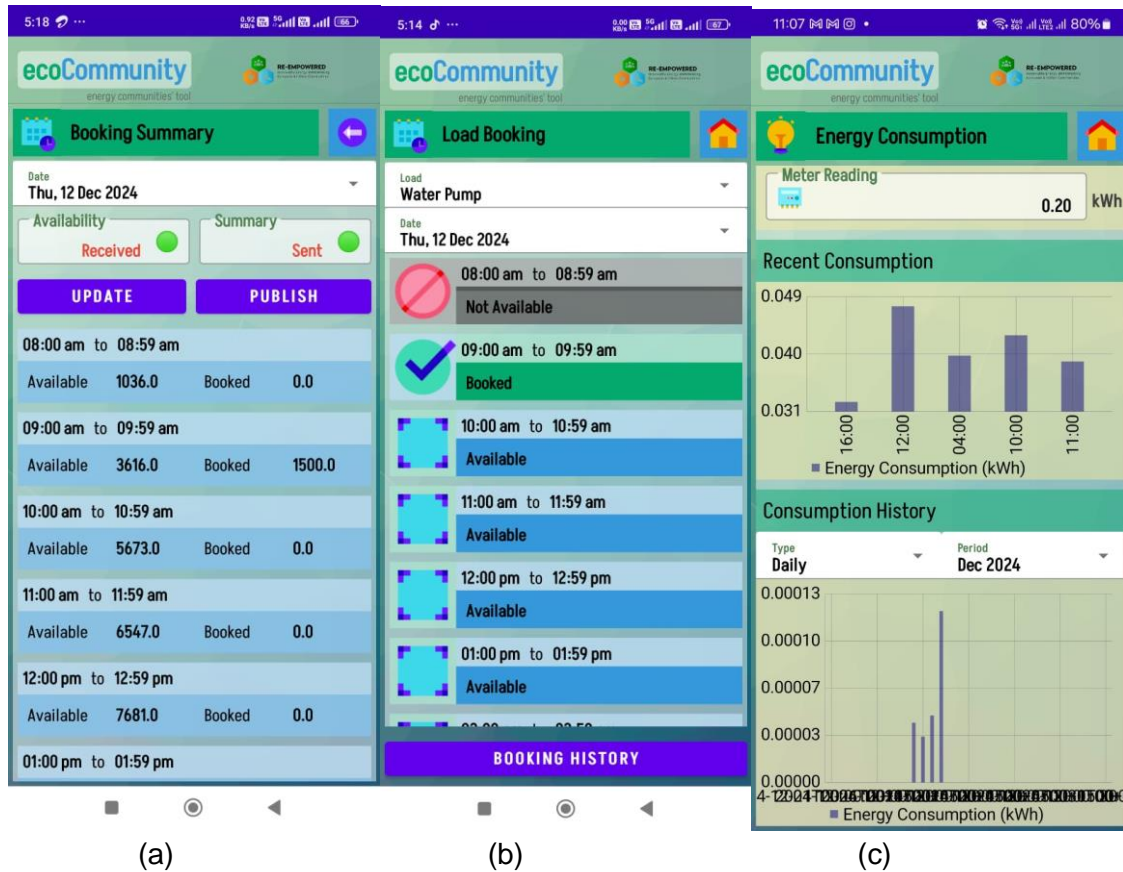 5:18 ...
0.92 KB/s 5G 66
ecoCommunity
energy communities' tool
RE-EMPOWERED
Booking Summary
Date
Thu, 12 Dec 2024
Availability
Received
Summary
Sent
UPDATE
PUBLISH
08:00 am to 08:59 am
Available 1036.0 Booked 0.0
09:00 am to 09:59 am
Available 3616.0 Booked 1500.0
10:00 am to 10:59 am
Available 5673.0 Booked 0.0
11:00 am to 11:59 am
Available 6547.0 Booked 0.0
12:00 pm to 12:59 pm
Available 7681.0 Booked 0.0
01:00 pm to 01:59 pm
(a)
5:14 ...
0.00 KB/s 5G 67
ecoCommunity
energy communities' tool
RE-EMPOWERED
Load Booking
Load
Water Pump
Date
Thu, 12 Dec 2024
08:00 am to 08:59 am
Not Available
09:00 am to 09:59 am
Booked
10:00 am to 10:59 am
Available
11:00 am to 11:59 am
Available
12:00 pm to 12:59 pm
Available
01:00 pm to 01:59 pm
Available
BOOKING HISTORY
(b)
11:07
80%
ecoCommunity
energy communities' tool
RE-EMPOWERED
Energy Consumption
Meter Reading
0.20 kWh
Recent Consumption
0.049
0.040
0.031
16:00
12:00
04:00
10:00
11:00
Energy Consumption (kWh)
Consumption History
Type
Daily
Period
Dec 2024
0.00013
0.00010
0.00007
0.00003
0.00000
Energy Consumption (kWh)
(c)